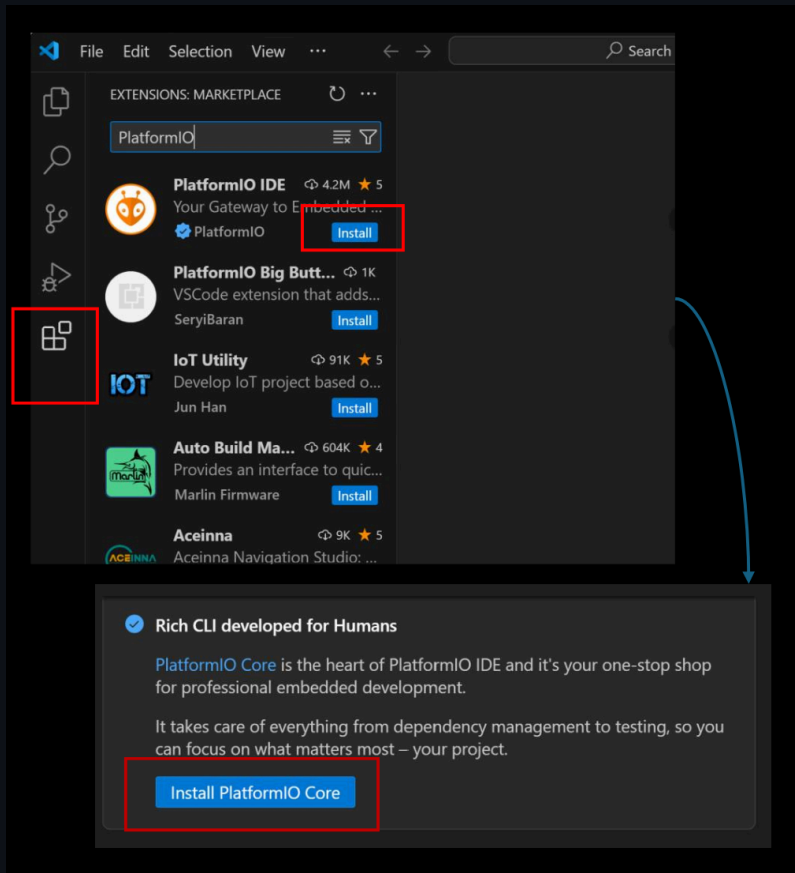 File Edit Selection View ··· ← → Search
EXTENSIONS: MARKETPLACE ···
PlatformIO
PlatformIO IDE 4.2M ★ 5
Your Gateway to Embedded ...
PlatformIO Install
PlatformIO Big Butt... 1K
VSCode extension that adds...
SeryiBaran Install
IoT Utility 91K ★ 5
IOT
Develop IoT project based o...
Jun Han Install
Auto Build Ma... 604K ★ 4
Marlin
Provides an interface to quic...
Marlin Firmware Install
Aceinna 9K ★ 5
ACEINNA
Aceinna Navigation Studio: ...
Rich CLI developed for Humans
PlatformIO Core is the heart of PlatformIO IDE and it's your one-stop shop
for professional embedded development.
It takes care of everything from dependency management to testing, so you
can focus on what matters most – your project.
Install PlatformIO Core